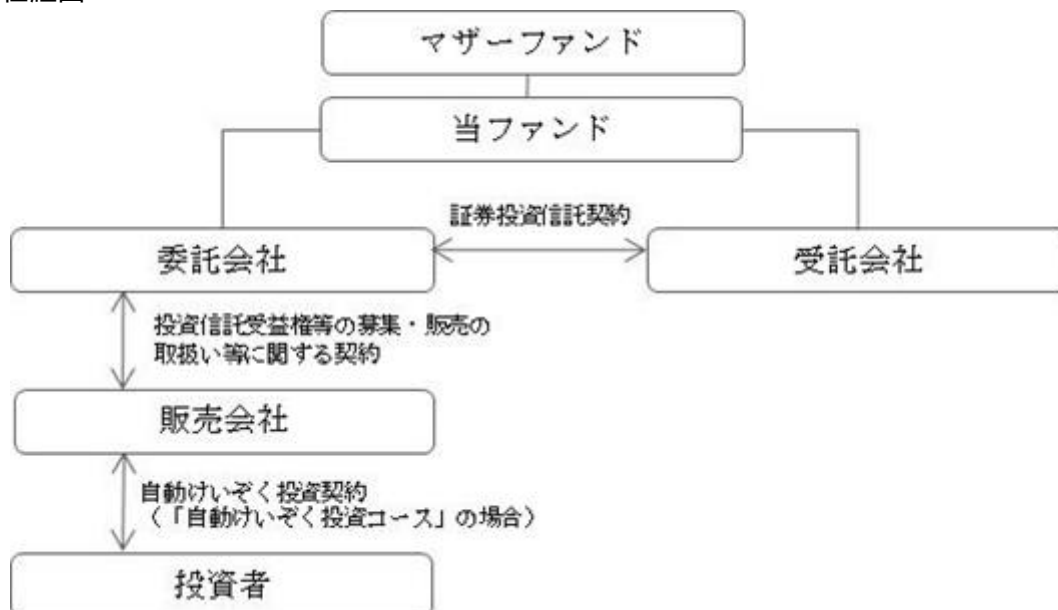 マザーファンド
当ファンド
証券投資信託契約
委託会社
受託会社
投資信託受益権等の募集・販売の
取扱い等に関する契約
販売会社
自動けいぞく投資契約
（「自動けいぞく投資コース」の場合）
投資者